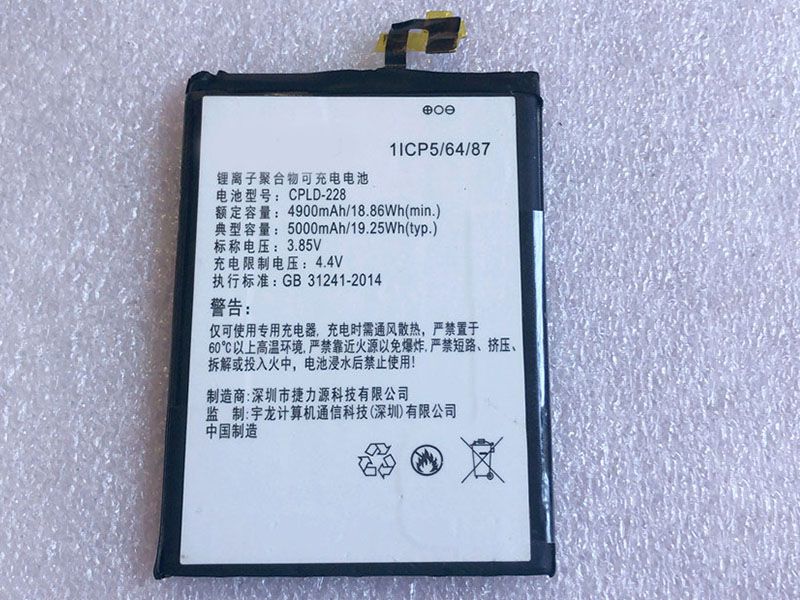 1ICP5/64/87
锂离子聚合物可充电电池
电池型号: CPLD-228
额定容量: 4900mAh/18.86Wh(min.)
典型容量: 5000mAh/19.25Wh(typ.)
标称电压: 3.85V
充电限制电压: 4.4V
执行标准: GB 31241-2014
警告:
仅可使用专用充电器, 充电时需通风散热, 严禁置于
60℃以上高温环境,严禁靠近火源以免爆炸,严禁短路、挤压、
拆解或投入火中, 电池浸水后禁止使用!
制造商:深圳市捷力源科技有限公司
监 制:宇龙计算机通信科技(深圳)有限公司
中国制造